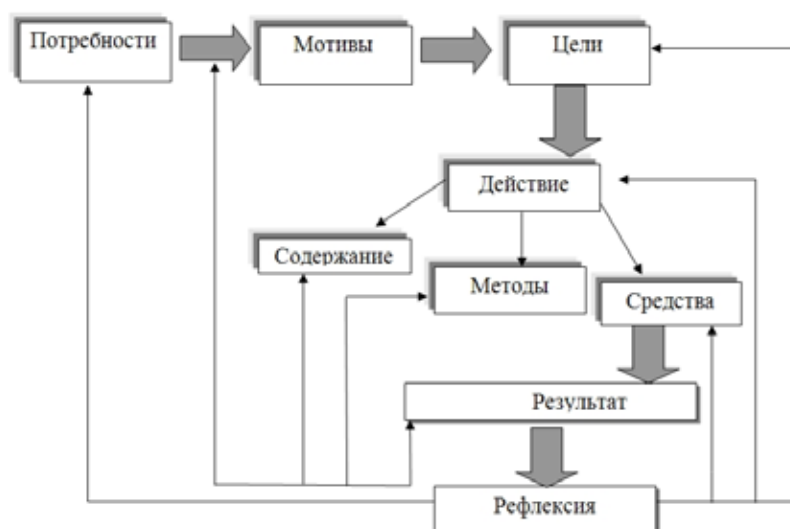 Потребности
Мотивы
Цели
Действие
Содержание
Методы
Средства
Результат
Рефлексия